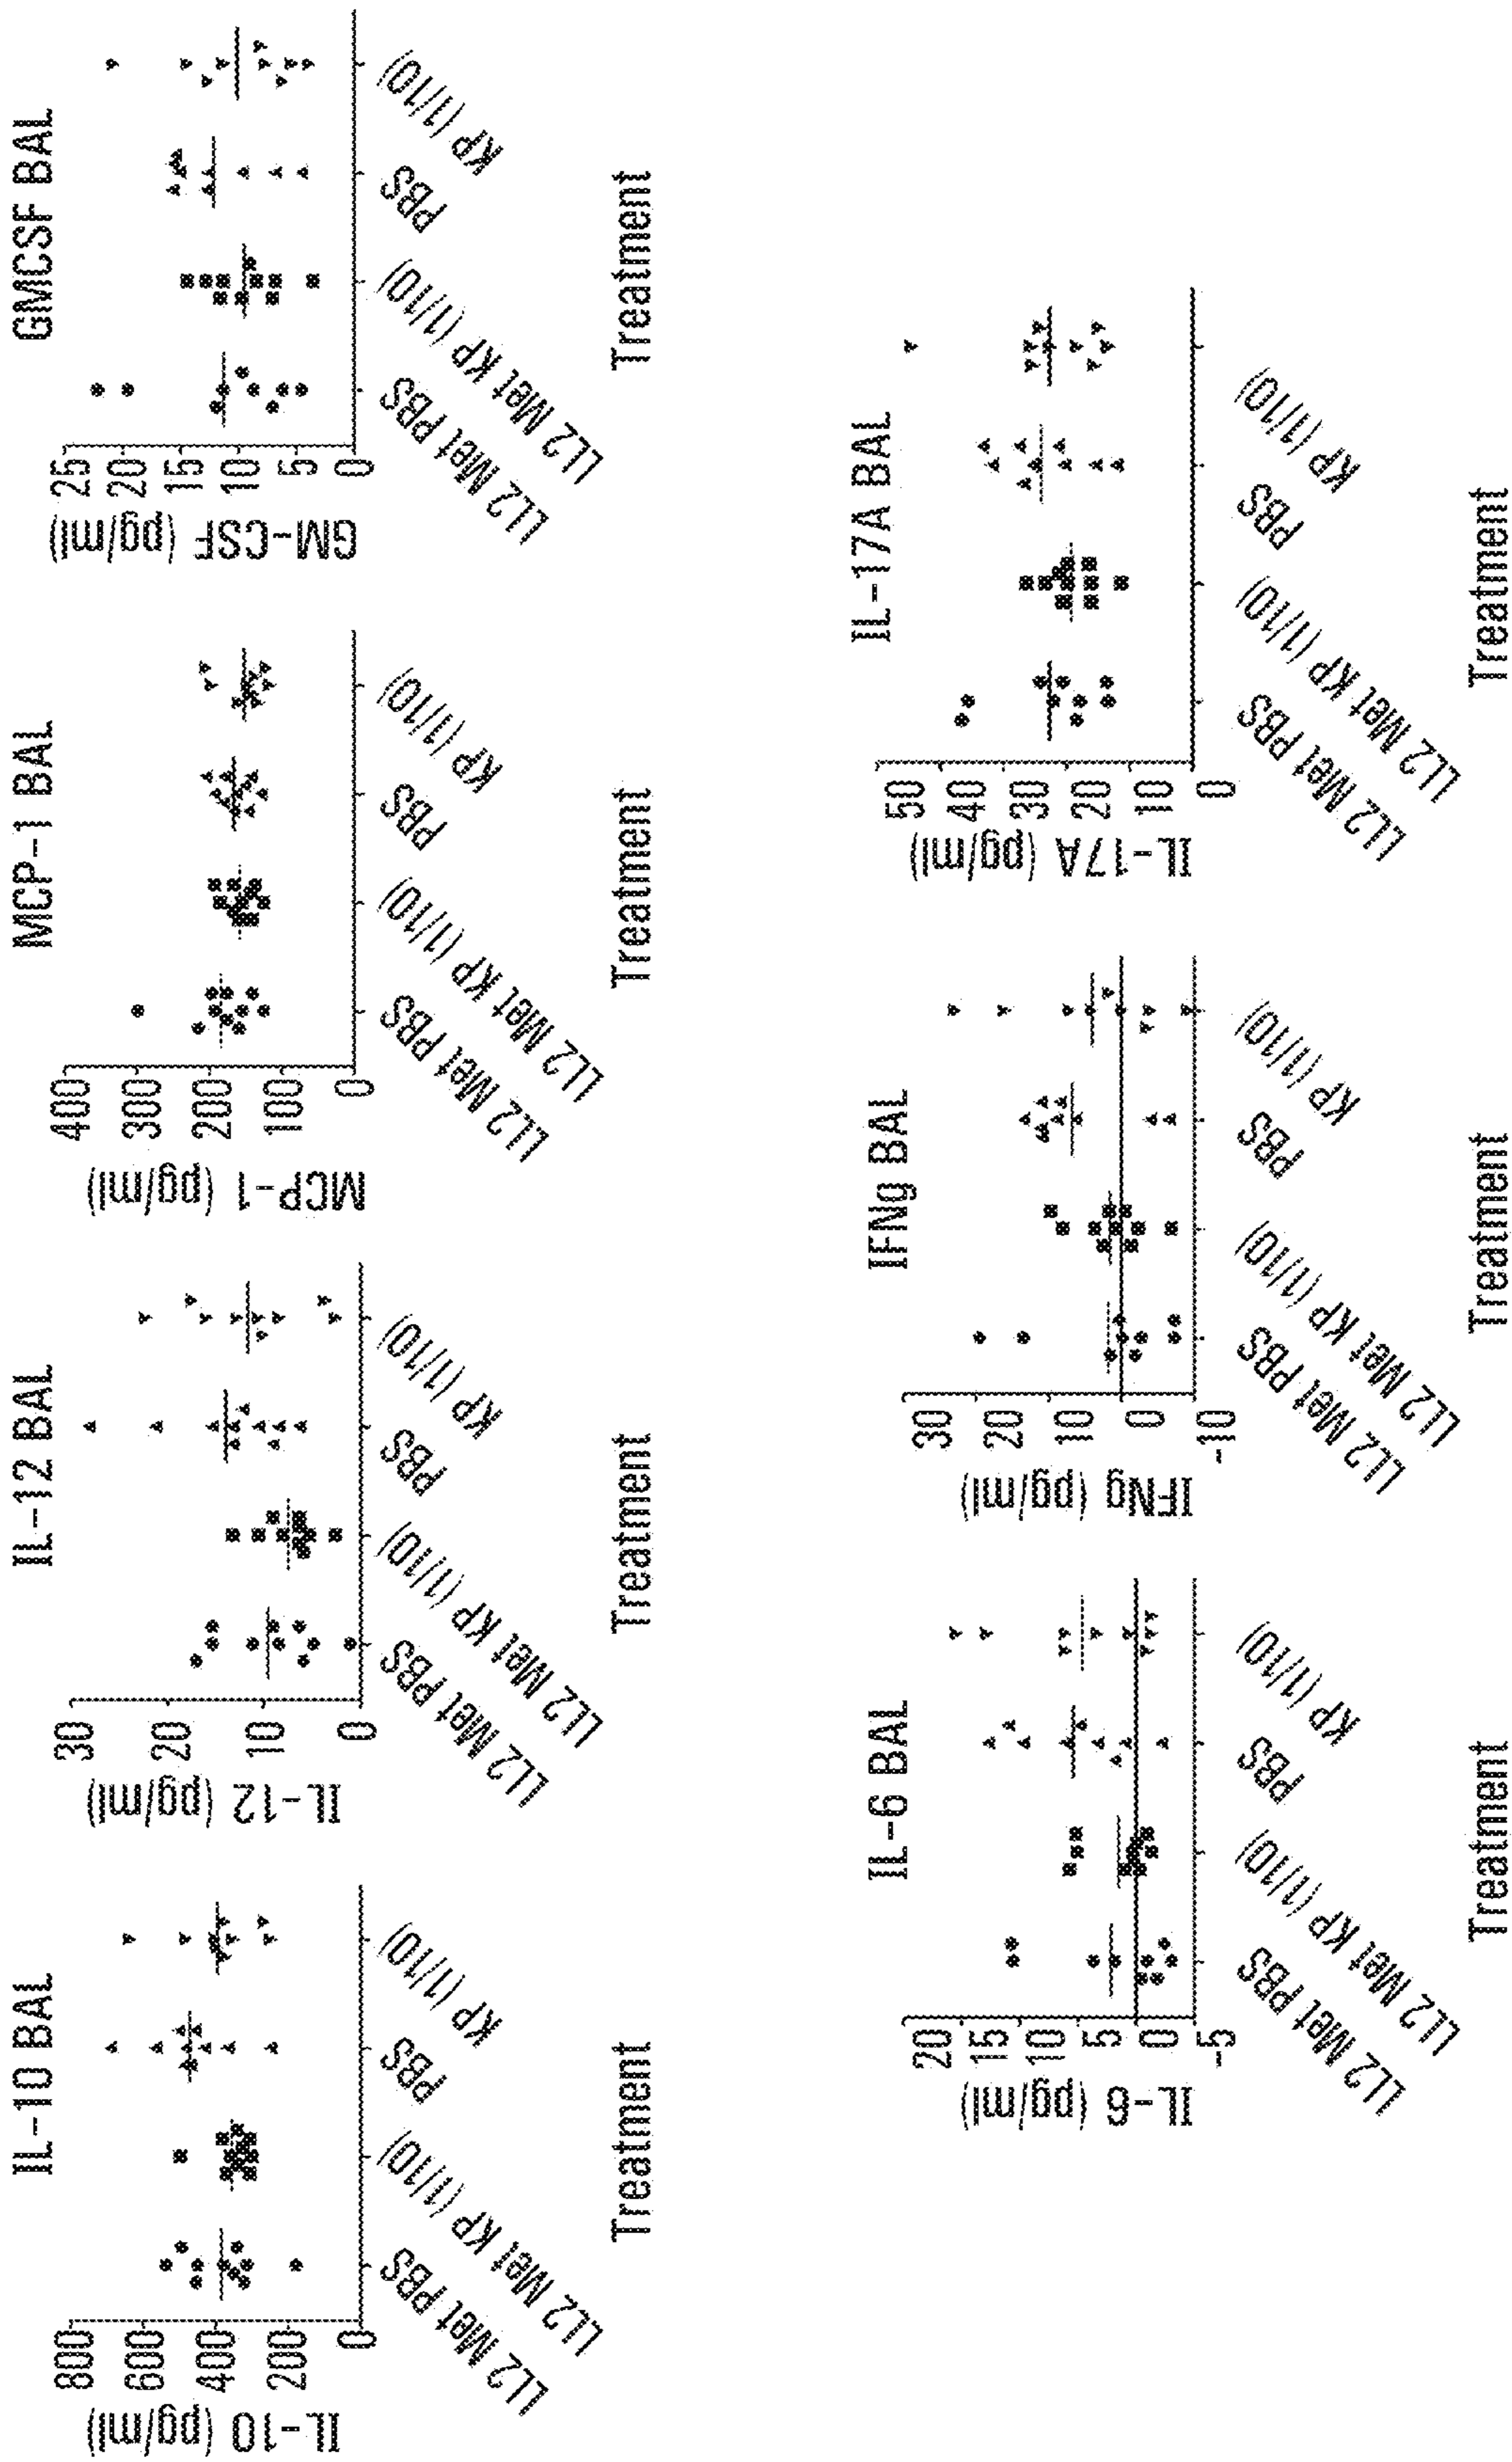 IL-10 BAL
IL-10 (pg/ml)
800
600
400
200
0
LL2 Met PBS
LL2 Met KP (1/10)
PBS
KP (1/10)
Treatment
IL-12 BAL
IL-12 (pg/ml)
30
20
10
0
LL2 Met PBS
LL2 Met KP (1/10)
PBS
KP (1/10)
Treatment
MCP-1 BAL
MCP-1 (pg/ml)
400
300
200
100
0
LL2 Met PBS
LL2 Met KP (1/10)
PBS
KP (1/10)
Treatment
GMCSF BAL
GM-CSF (pg/ml)
25
20
15
10
5
0
LL2 Met PBS
LL2 Met KP (1/10)
PBS
KP (1/10)
Treatment
IL-6 BAL
IL-6 (pg/ml)
20
15
10
5
0
-5
LL2 Met PBS
LL2 Met KP (1/10)
PBS
KP (1/10)
Treatment
IFNg BAL
IFNg (pg/ml)
30
20
10
0
-10
LL2 Met PBS
LL2 Met KP (1/10)
PBS
KP (1/10)
Treatment
IL-17A BAL
IL-17A (pg/ml)
50
40
30
20
10
0
LL2 Met PBS
LL2 Met KP (1/10)
PBS
KP (1/10)
Treatment